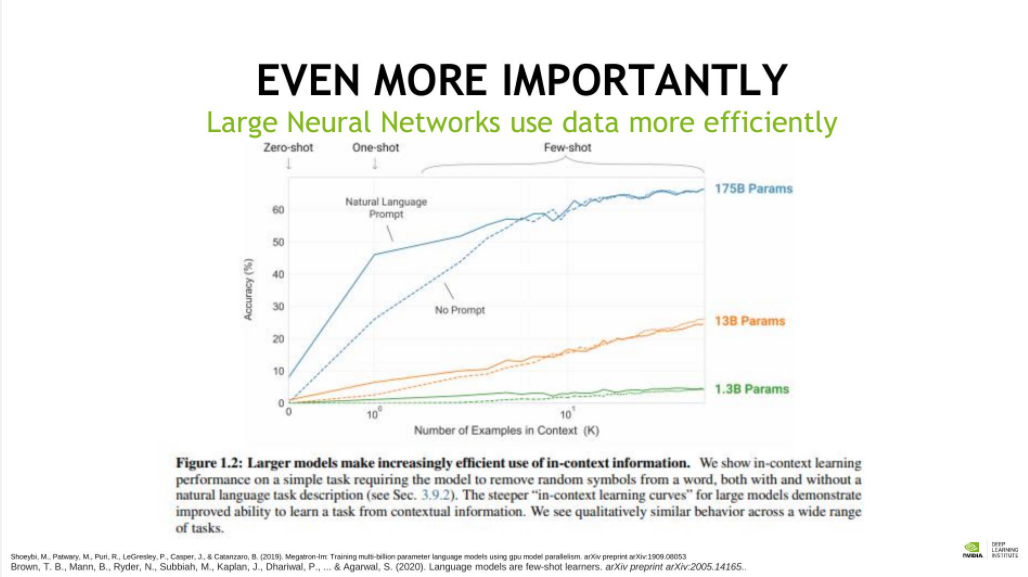 EVEN MORE IMPORTANTLY
Large Neural Networks use data more efficiently
Zero-shot One-shot Few-shot
175B Params
Natural Language
Prompt
60
50
40
30
20
10
0
Accuracy (%)
No Prompt
13B Params
1.3B Params
0 10^0 10^1
Number of Examples in Context (K)
Figure 1.2: Larger models make increasingly efficient use of in-context information. We show in-context learning
performance on a simple task requiring the model to remove random symbols from a word, both with and without a
natural language task description (see Sec. 3.9.2). The steeper “in-context learning curves” for large models demonstrate
improved ability to learn a task from contextual information. We see qualitatively similar behavior across a wide range
of tasks.
Shoeybi, M., Patwary, M., Puri, R., LeGresley, P., Casper, J., & Catanzaro, B. (2019). Megatron-lm: Training multi-billion parameter language models using gpu model parallelism. arXiv preprint arXiv:1909.08053
Brown, T. B., Mann, B., Ryder, N., Subbiah, M., Kaplan, J., Dhariwal, P., ... & Agarwal, S. (2020). Language models are few-shot learners. arXiv preprint arXiv:2005.14165..
NVIDIA
DEEP
LEARNING
INSTITUTE